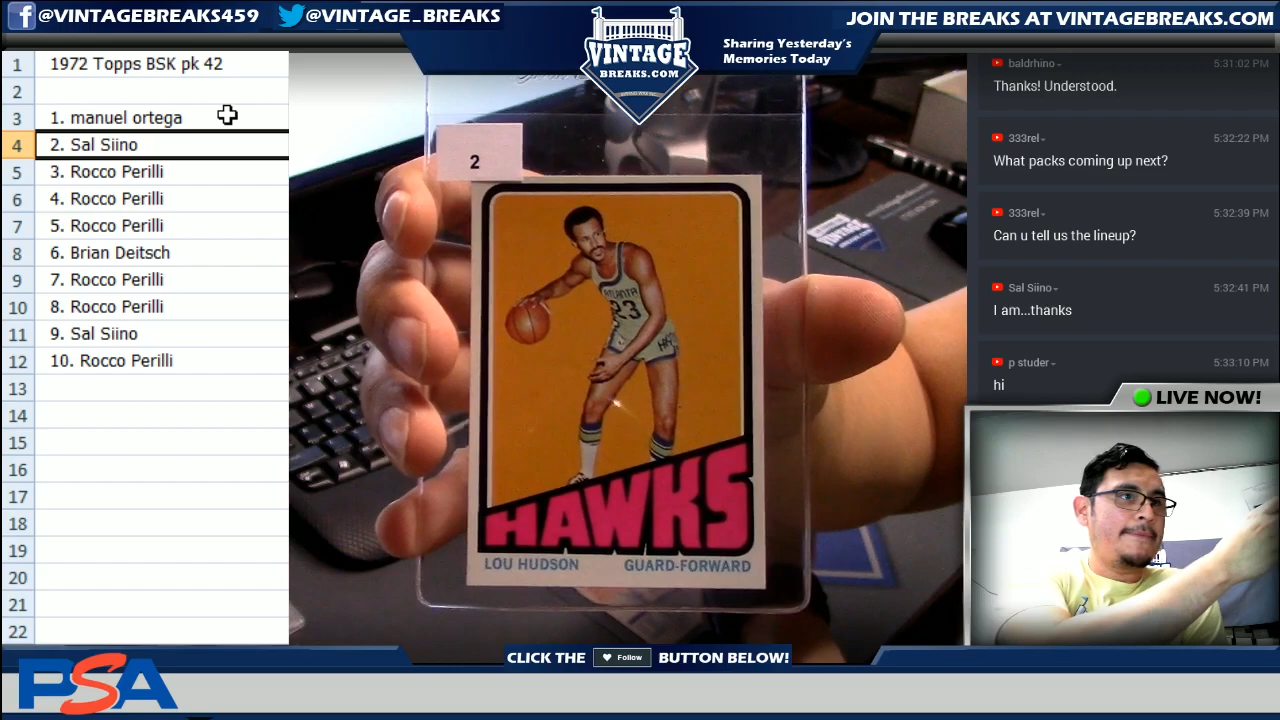 @VINTAGEBREAKS459
@VINTAGE_BREAKS
VINTAGE
BREAKS.COM
Sharing Yesterday's
Memories Today
JOIN THE BREAKS AT VINTAGEBREAKS.COM
1 1972 Topps BSK pk 42
2
3 1. manuel ortega
4 2. Sal Siino
5 3. Rocco Perilli
6 4. Rocco Perilli
7 5. Rocco Perilli
8 6. Brian Deitsch
9 7. Rocco Perilli
10 8. Rocco Perilli
11 9. Sal Siino
12 10. Rocco Perilli
13
14
15
16
17
18
19
20
21
22
2
ATLANTA
23
HAWKS
LOU HUDSON GUARD-FORWARD
baldrhino 5:31:02 PM
Thanks! Understood.
333rel 5:32:22 PM
What packs coming up next?
333rel 5:32:39 PM
Can u tell us the lineup?
Sal Siino 5:32:41 PM
I am...thanks
p studer 5:33:10 PM
hi
LIVE NOW!
CLICK THE Follow BUTTON BELOW!
PSA